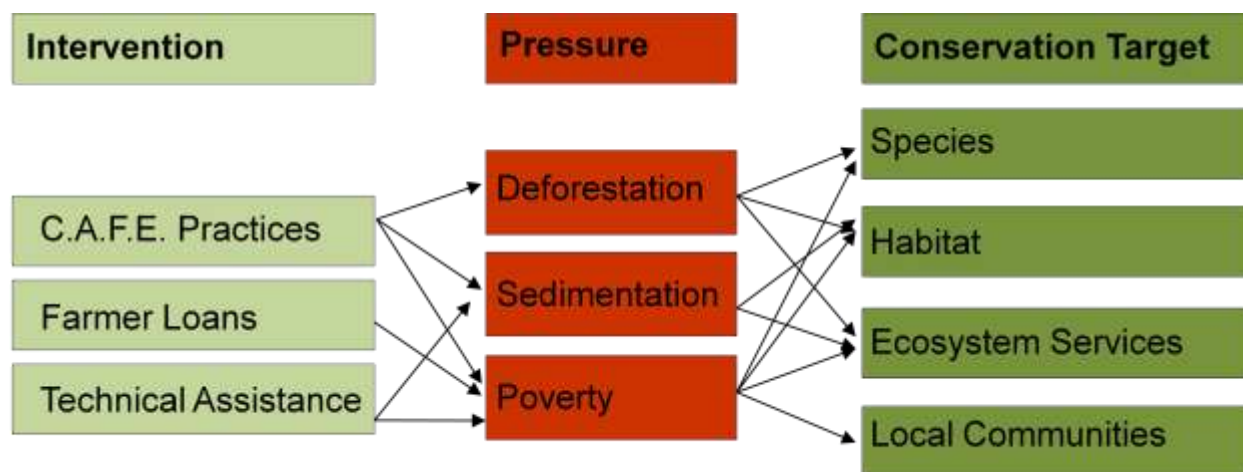 Intervention
Pressure
Conservation Target
C.A.F.E. Practices
Farmer Loans
Technical Assistance
Deforestation
Sedimentation
Poverty
Species
Habitat
Ecosystem Services
Local Communities